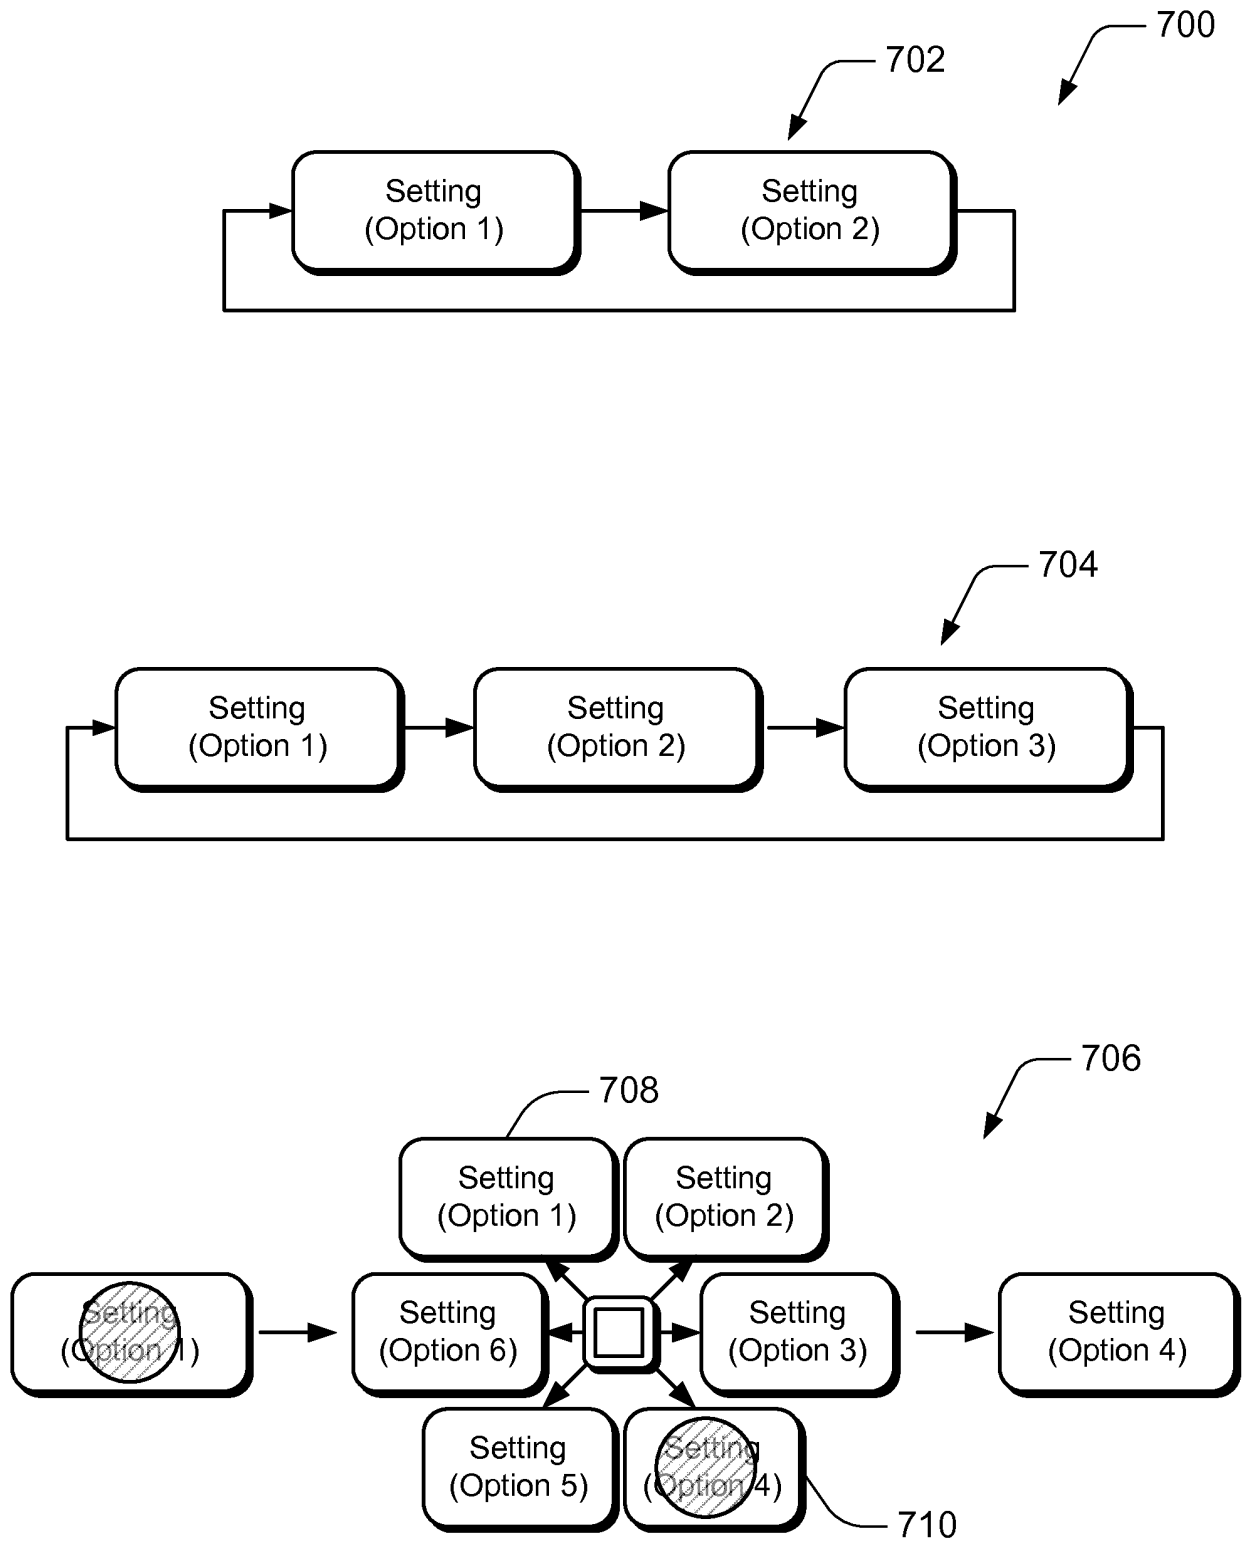 700
702
Setting
(Option 1)
Setting
(Option 2)
704
Setting
(Option 1)
Setting
(Option 2)
Setting
(Option 3)
706
708
Setting
(Option 1)
Setting
(Option 2)
Setting
(Option 1)
Setting
(Option 6)
Setting
(Option 3)
Setting
(Option 4)
Setting
(Option 5)
Setting
(Option 4)
710